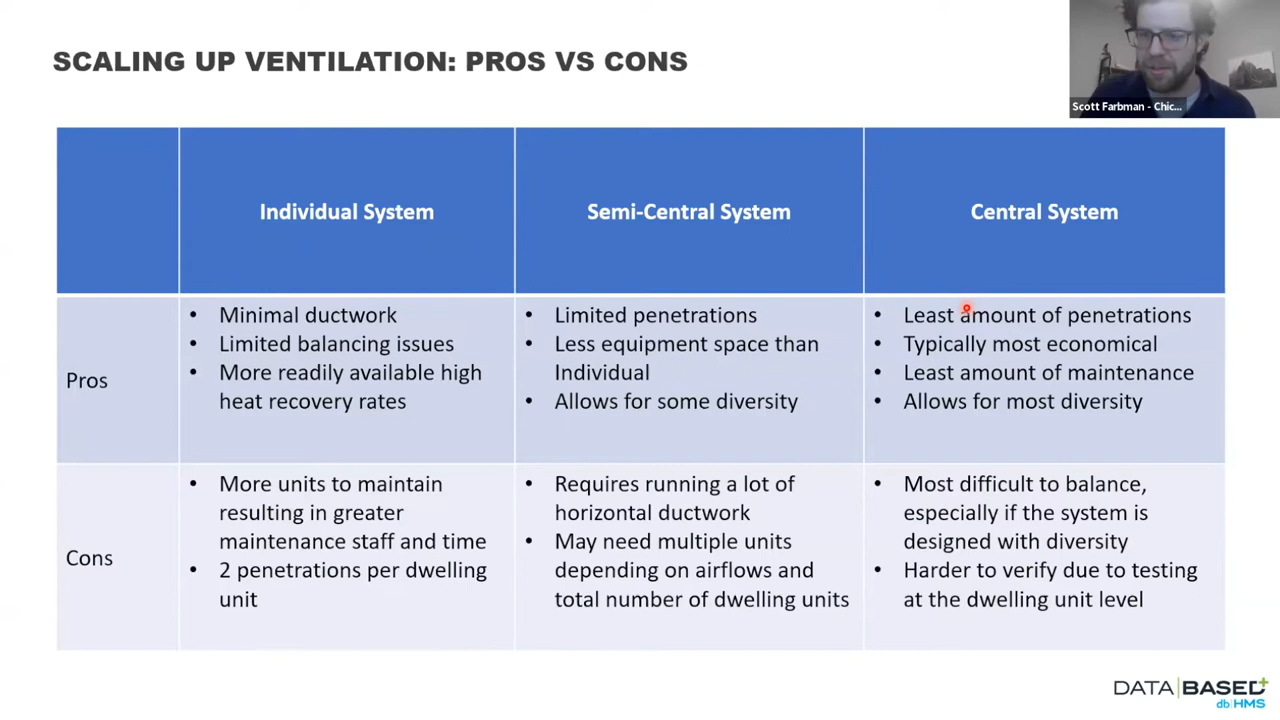 SCALING UP VENTILATION: PROS VS CONS
Scott Farbman - Chic...
Individual System
Semi-Central System
Central System
Pros
• Minimal ductwork
• Limited balancing issues
• More readily available high
heat recovery rates
• Limited penetrations
• Less equipment space than
Individual
• Allows for some diversity
• Least amount of penetrations
• Typically most economical
• Least amount of maintenance
• Allows for most diversity
Cons
• More units to maintain
resulting in greater
maintenance staff and time
• 2 penetrations per dwelling
unit
• Requires running a lot of
horizontal ductwork
• May need multiple units
depending on airflows and
total number of dwelling units
• Most difficult to balance,
especially if the system is
designed with diversity
• Harder to verify due to testing
at the dwelling unit level
DATA|BASED+
db|HMS